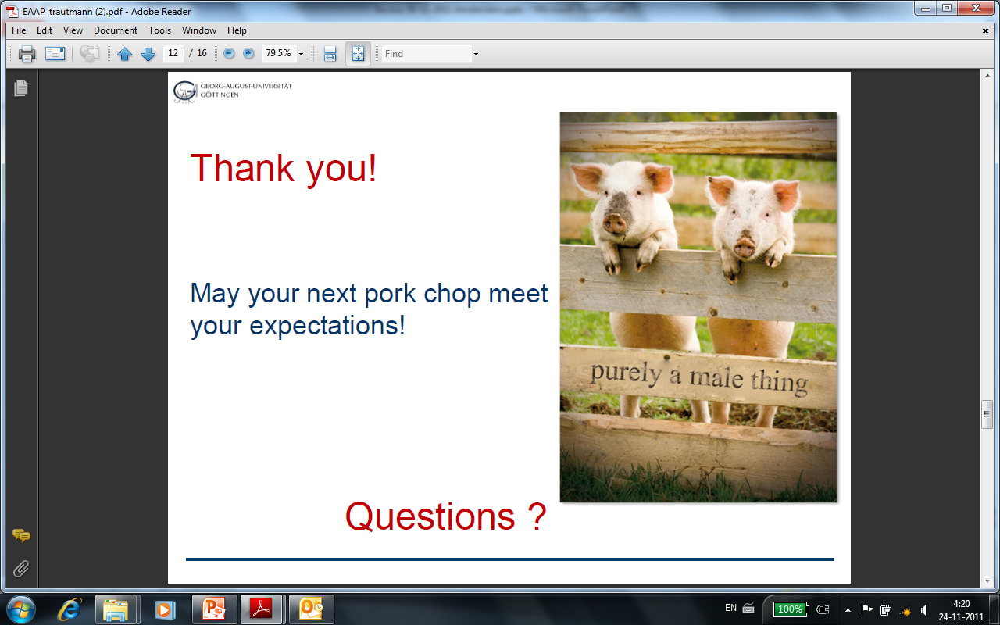 EAAP_trautmann (2).pdf - Adobe Reader
File Edit View Document Tools Window Help
12 / 16 79.5% Find
GEORG-AUGUST-UNIVERSITÄT
GÖTTINGEN
Thank you!
May your next pork chop meet
your expectations!
purely a male thing
Questions ?
EN 100% 4:20
24-11-2011